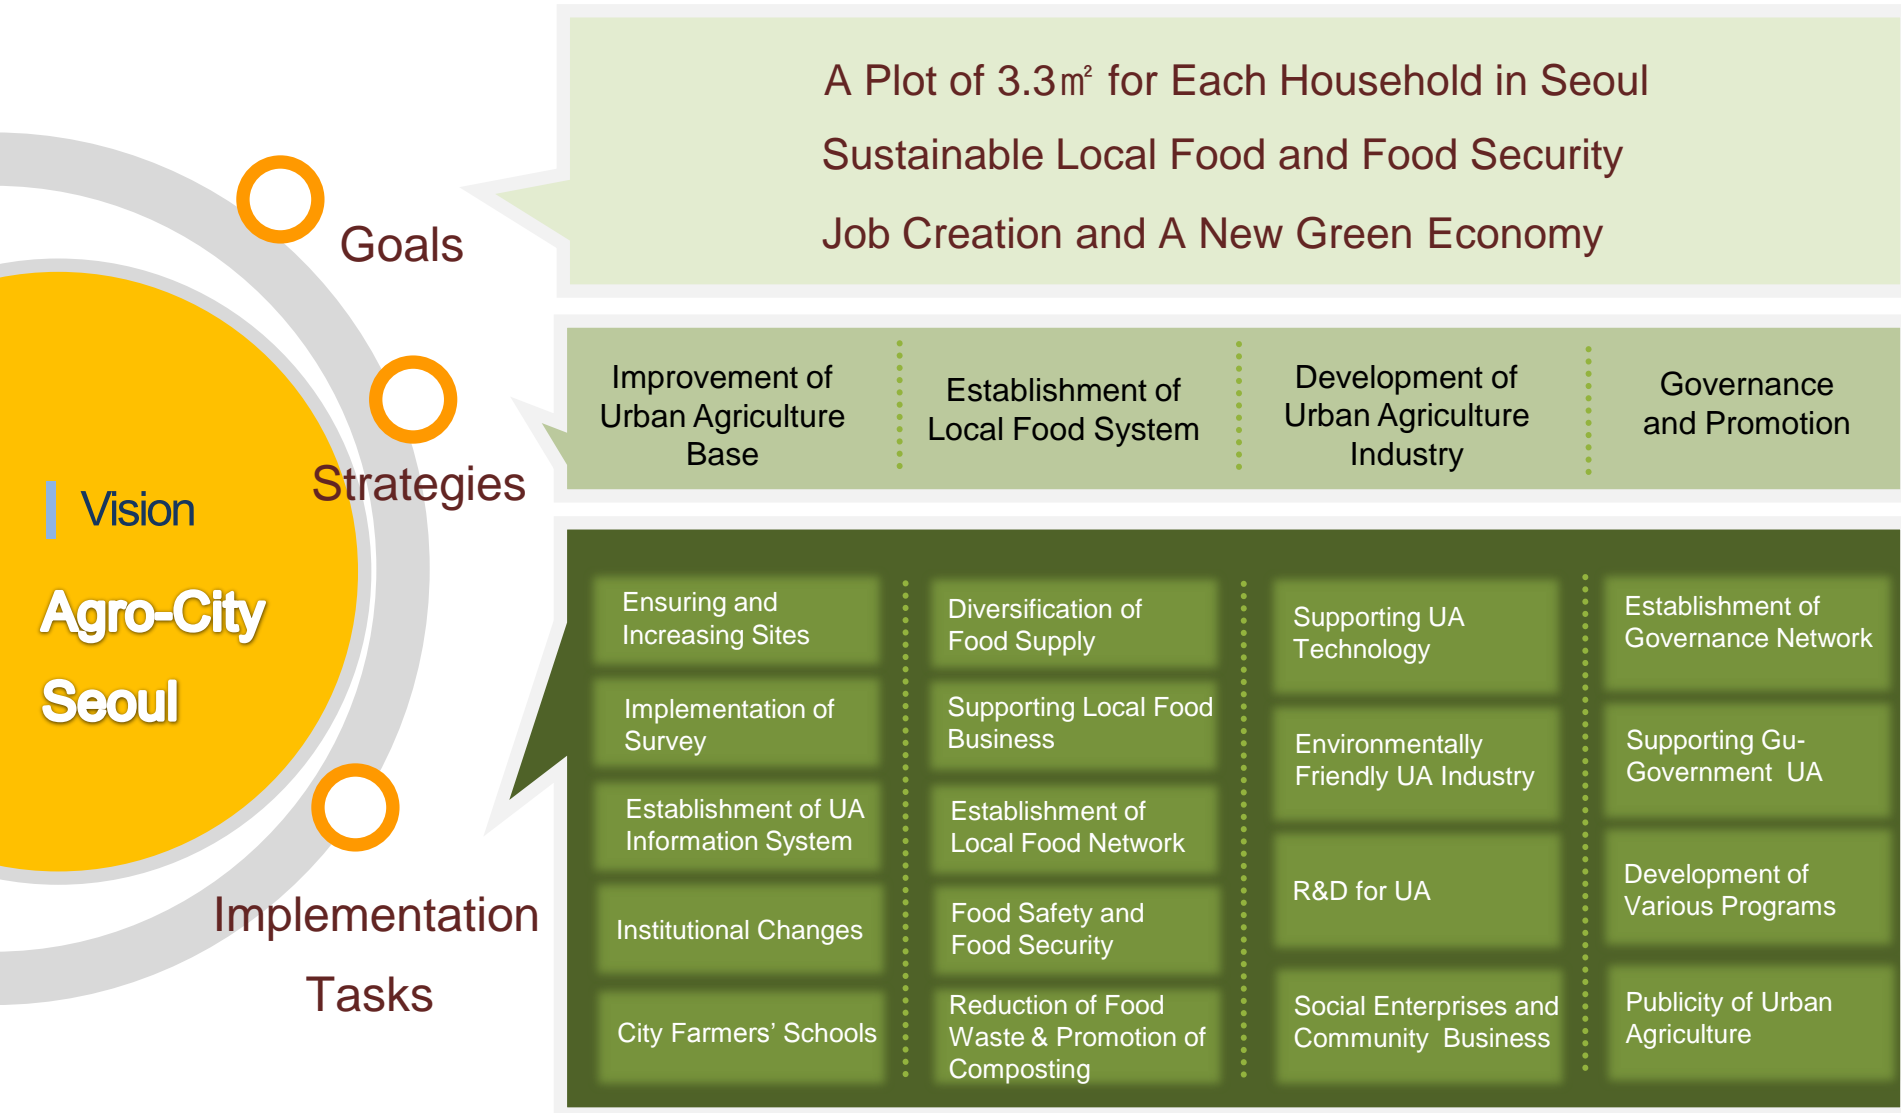 A Plot of 3.3㎡ for Each Household in Seoul
Sustainable Local Food and Food Security
Job Creation and A New Green Economy
Goals
Strategies
Vision
Agro-City
Seoul
Implementation
Tasks
Improvement of
Urban Agriculture
Base
Establishment of
Local Food System
Development of
Urban Agriculture
Industry
Governance
and Promotion
Ensuring and
Increasing Sites
Implementation of
Survey
Establishment of UA
Information System
Institutional Changes
City Farmers’ Schools
Diversification of
Food Supply
Supporting Local Food
Business
Establishment of
Local Food Network
Food Safety and
Food Security
Reduction of Food
Waste & Promotion of
Composting
Supporting UA
Technology
Environmentally
Friendly UA Industry
R&D for UA
Social Enterprises and
Community Business
Establishment of
Governance Network
Supporting Gu-
Government UA
Development of
Various Programs
Publicity of Urban
Agriculture